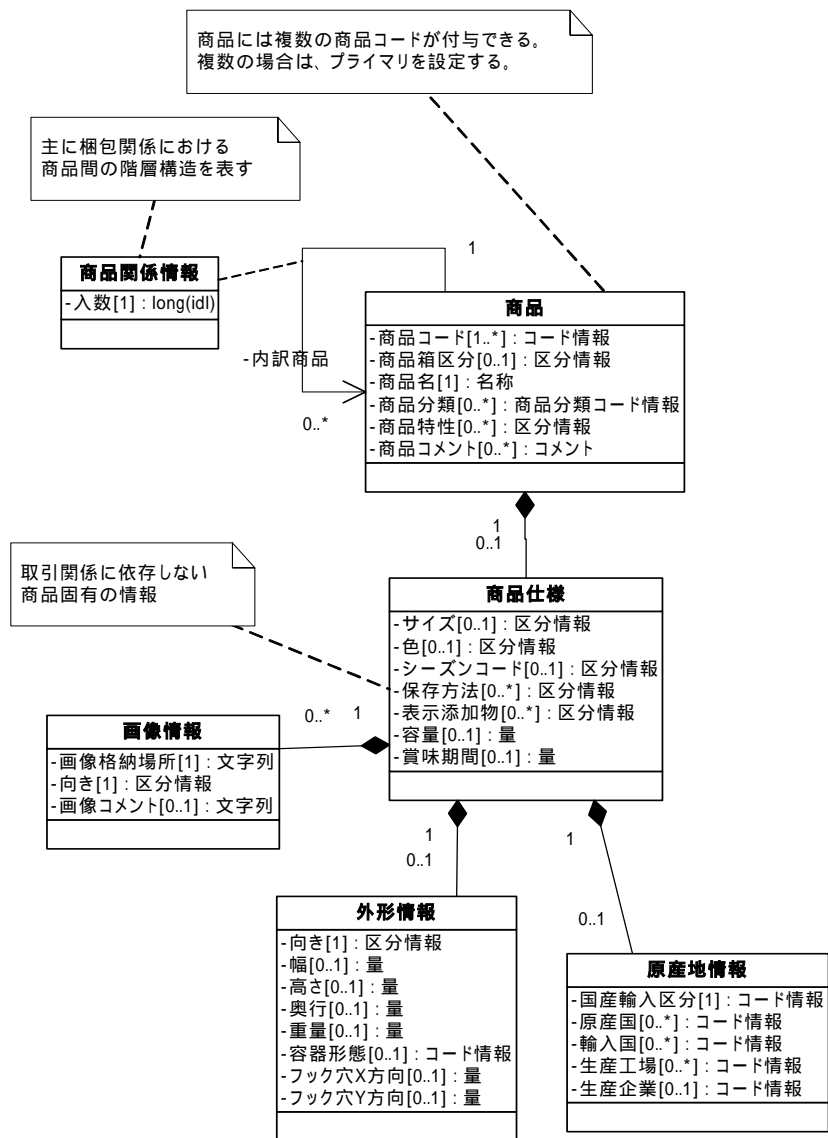 商品には複数の商品コードが付与できる。
複数の場合は、プライマリを設定する。
主に梱包関係における
商品間の階層構造を表す
商品関係情報
-入数[1] : long(idl)
1
-内訳商品
0..*
商品
-商品コード[1..*] : コード情報
-商品箱区分[0..1] : 区分情報
-商品名[1] : 名称
-商品分類[0..*] : 商品分類コード情報
-商品特性[0..*] : 区分情報
-商品コメント[0..*] : コメント
1
0..1
取引関係に依存しない
商品固有の情報
商品仕様
-サイズ[0..1] : 区分情報
-色[0..1] : 区分情報
-シーズンコード[0..1] : 区分情報
-保存方法[0..*] : 区分情報
-表示添加物[0..*] : 区分情報
-容量[0..1] : 量
-賞味期間[0..1] : 量
0..*
1
画像情報
-画像格納場所[1] : 文字列
-向き[1] : 区分情報
-画像コメント[0..1] : 文字列
1
0..1
1
0..1
外形情報
-向き[1] : 区分情報
-幅[0..1] : 量
-高さ[0..1] : 量
-奥行[0..1] : 量
-重量[0..1] : 量
-容器形態[0..1] : コード情報
-フック穴X方向[0..1] : 量
-フック穴Y方向[0..1] : 量
原産地情報
-国産輸入区分[1] : コード情報
-原産国[0..*] : コード情報
-輸入国[0..*] : コード情報
-生産工場[0..*] : コード情報
-生産企業[0..1] : コード情報